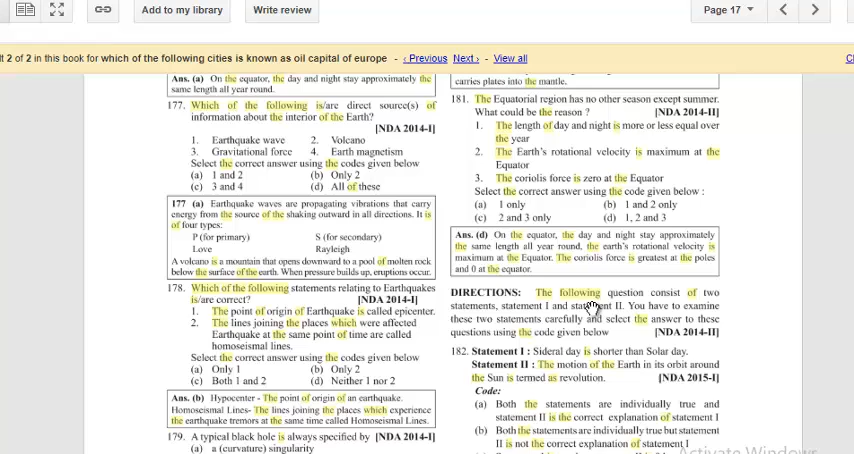 Add to my library
Write review
Page 17
lt 2 of 2 in this book for which of the following cities is known as oil capital of europe - ‹ Previous Next › - View all
Ans. (a) On the equator, the day and night stay approximately the
same length all year round.
177. Which of the following is/are direct source(s) of
information about the interior of the Earth?
[NDA 2014-I]
1. Earthquake wave 2. Volcano
3. Gravitational force 4. Earth magnetism
Select the correct answer using the codes given below
(a) 1 and 2 (b) Only 2
(c) 3 and 4 (d) All of these
177 (a) Earthquake waves are propagating vibrations that carry
energy from the source of the shaking outward in all directions. It is
of four types:
P (for primary) S (for secondary)
Love Rayleigh
A volcano is a mountain that opens downward to a pool of molten rock
below the surface of the earth. When pressure builds up, eruptions occur.
178. Which of the following statements relating to Earthquakes
is/are correct? [NDA 2014-I]
1. The point of origin of Earthquake is called epicenter.
2. The lines joining the places which were affected
Earthquake at the same point of time are called
homoseismal lines.
Select the correct answer using the codes given below
(a) Only 1 (b) Only 2
(c) Both 1 and 2 (d) Neither 1 nor 2
Ans. (b) Hypocenter - The point of origin of an earthquake.
Homoseismal Lines- The lines joining the places which experience
the earthquake tremors at the same time called Homoseismal Lines.
179. A typical black hole is always specified by [NDA 2014-I]
(a) a (curvature) singularity
carries plates into the mantle.
181. The Equatorial region has no other season except summer.
What could be the reason ? [NDA 2014-II]
1. The length of day and night is more or less equal over
the year
2. The Earth's rotational velocity is maximum at the
Equator
3. The coriolis force is zero at the Equator
Select the correct answer using the code given below :
(a) 1 only (b) 1 and 2 only
(c) 2 and 3 only (d) 1, 2 and 3
Ans. (d) On the equator, the day and night stay approximately
the same length all year round, the earth's rotational velocity is
maximum at the Equator. The coriolis force is greatest at the poles
and 0 at the equator.
DIRECTIONS: The following question consist of two
statements, statement I and statement II. You have to examine
these two statements carefully and select the answer to these
questions using the code given below [NDA 2014-II]
182. Statement I : Sideral day is shorter than Solar day.
Statement II : The motion of the Earth in its orbit around
the Sun is termed as revolution. [NDA 2015-I]
Code:
(a) Both the statements are individually true and
statement II is the correct explanation of statement I
(b) Both the statements are individually true but statement
II is not the correct explanation of statement I
Activate Windows